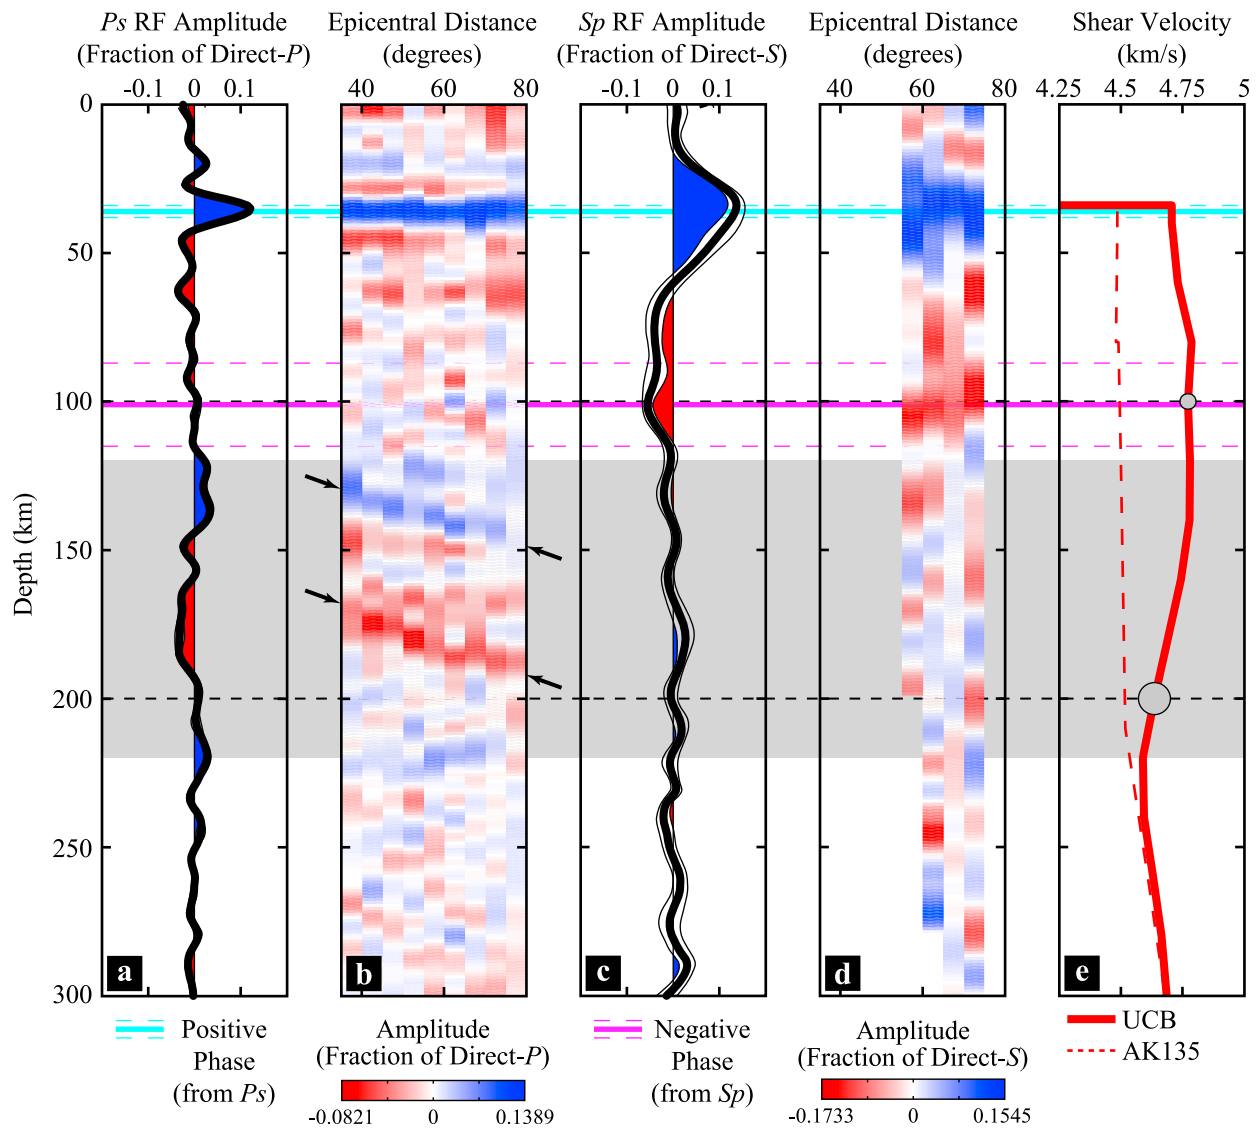 Ps RF Amplitude
(Fraction of Direct-P)
-0.1 0 0.1
Epicentral Distance
(degrees)
40 60 80
Sp RF Amplitude
(Fraction of Direct-S)
-0.1 0 0.1
Epicentral Distance
(degrees)
40 60 80
Shear Velocity
(km/s)
4.25 4.5 4.75 5
Depth (km)
0
50
100
150
200
250
300
a
b
c
d
e
Positive
Phase
(from Ps)
Amplitude
(Fraction of Direct-P)
-0.0821 0 0.1389
Negative
Phase
(from Sp)
Amplitude
(Fraction of Direct-S)
-0.1733 0 0.1545
UCB
AK135